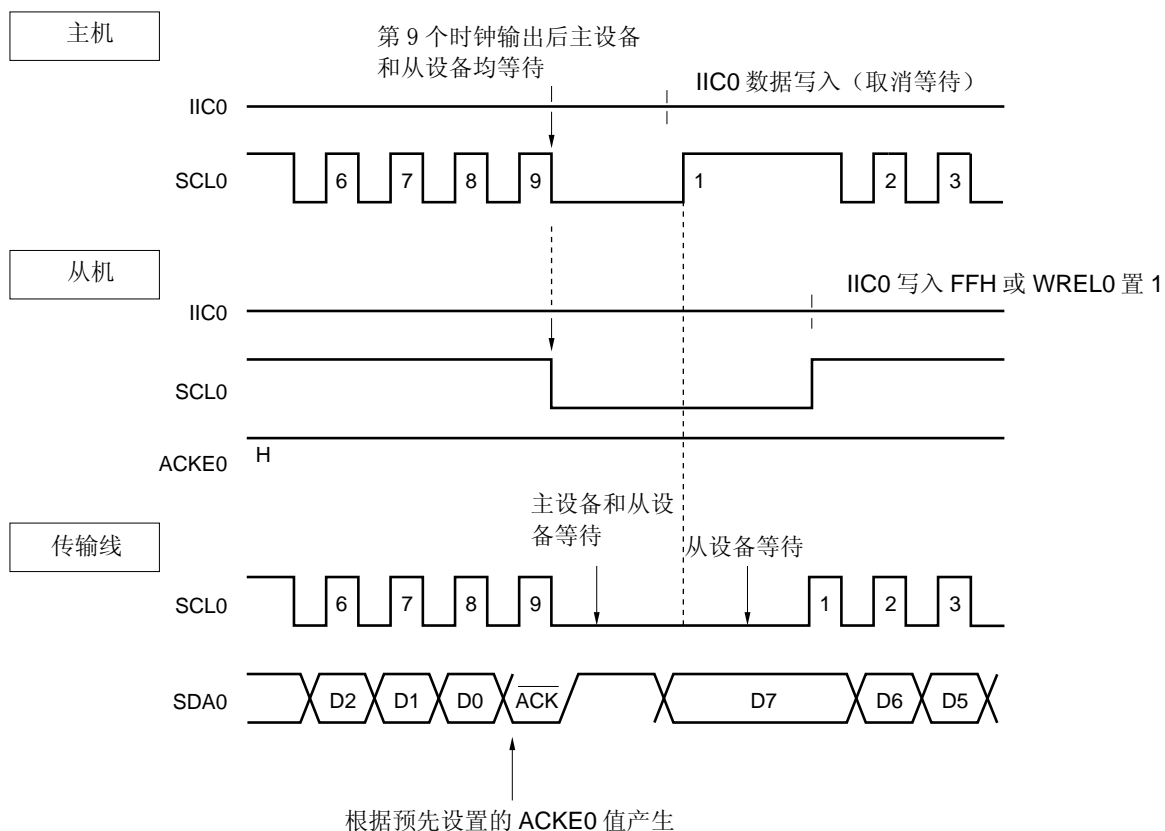 主机
第 9 个时钟输出后主设备
和从设备均等待
IIC0 数据写入（取消等待）
IIC0
SCL0
6 7 8 9 1 2 3
从机
IIC0 写入 FFH 或 WREL0 置 1
IIC0
SCL0
H
ACKE0
主设备和从设
备等待
从设备等待
传输线
SCL0
6 7 8 9 1 2 3
SDA0
D2 D1 D0 ACK D7 D6 D5
根据预先设置的 ACKE0 值产生